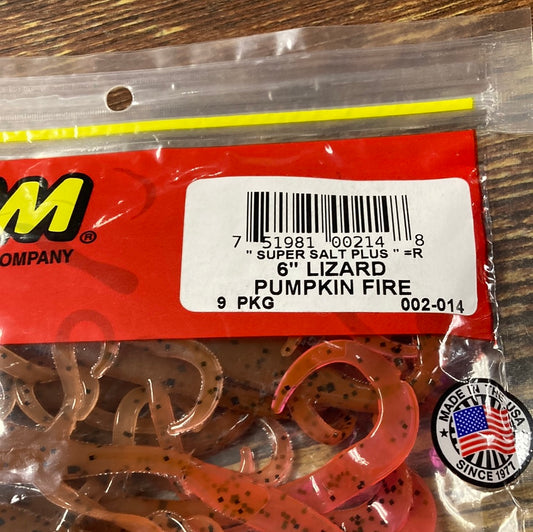 M®
COMPANY
7 51981 00214 8
" SUPER SALT PLUS " =R
6" LIZARD
PUMPKIN FIRE
9 PKG 002-014
MADE IN THE USA
SINCE 1977